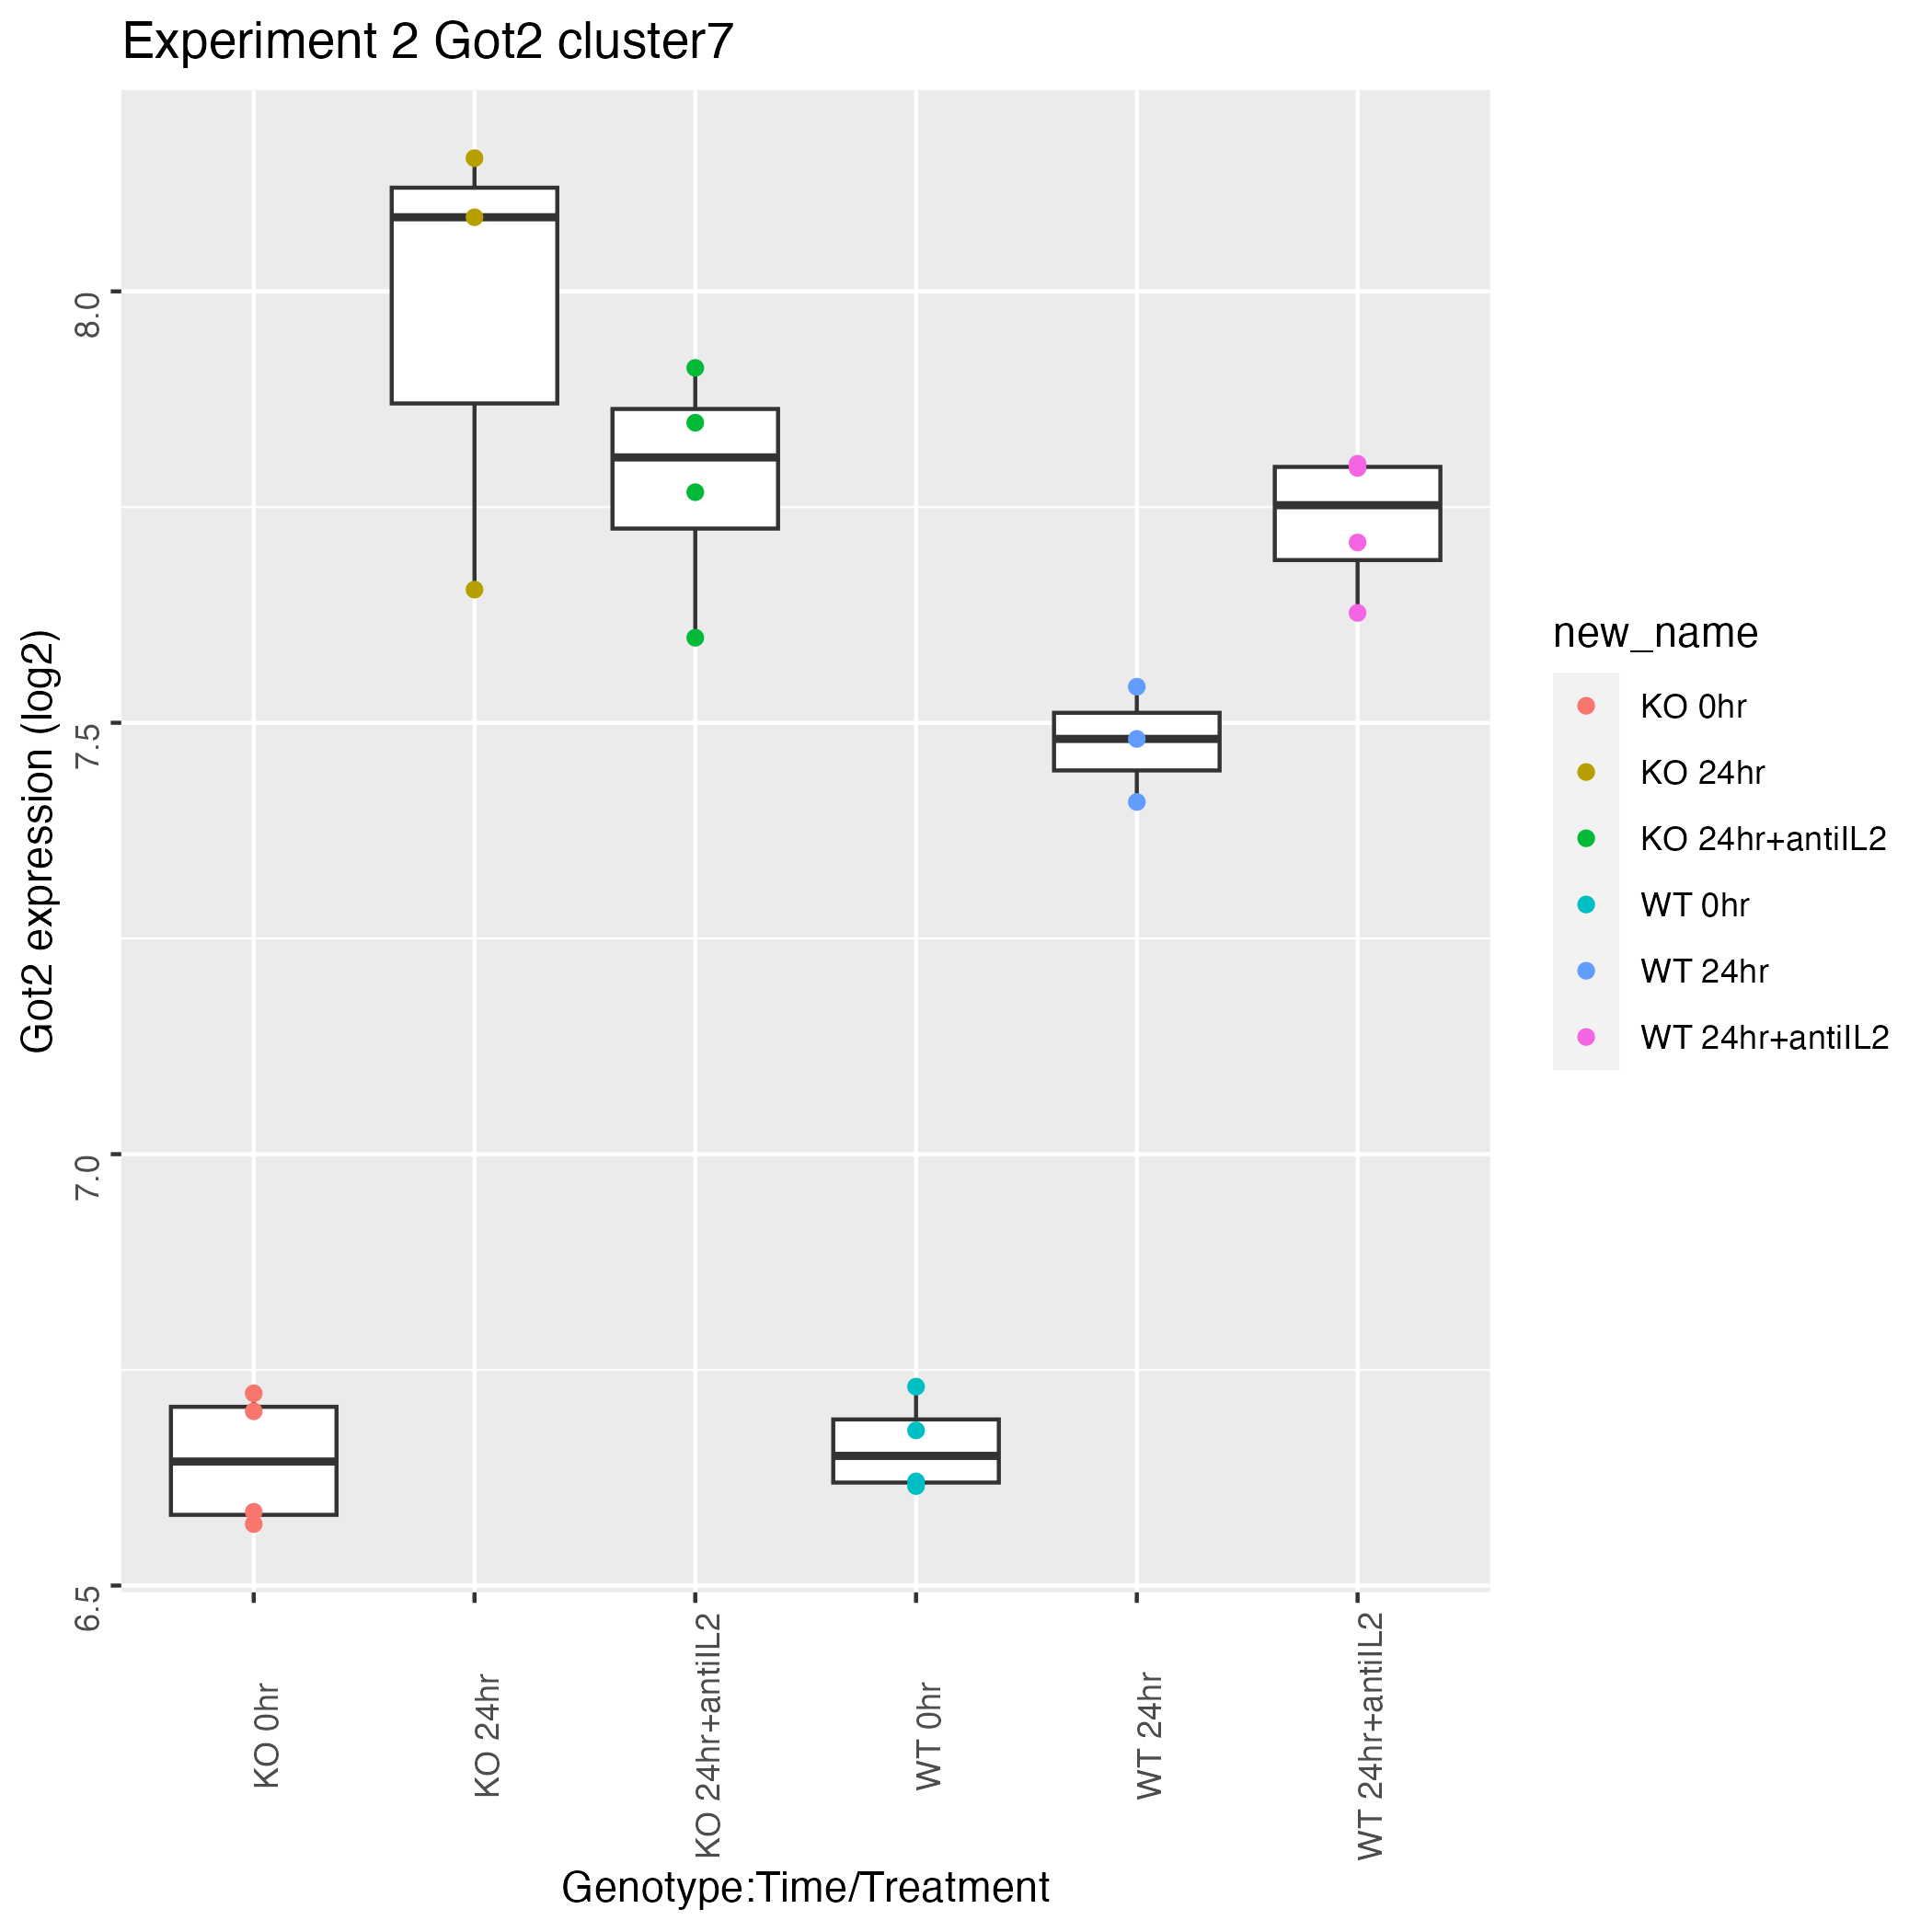 Experiment 2 Got2 cluster7
Got2 expression (log2)
8.0
7.5
7.0
6.5
KO 0hr
KO 24hr
KO 24hr+antiIL2
WT 0hr
WT 24hr
WT 24hr+antiIL2
Genotype:Time/Treatment
new_name
KO 0hr
KO 24hr
KO 24hr+antiIL2
WT 0hr
WT 24hr
WT 24hr+antiIL2